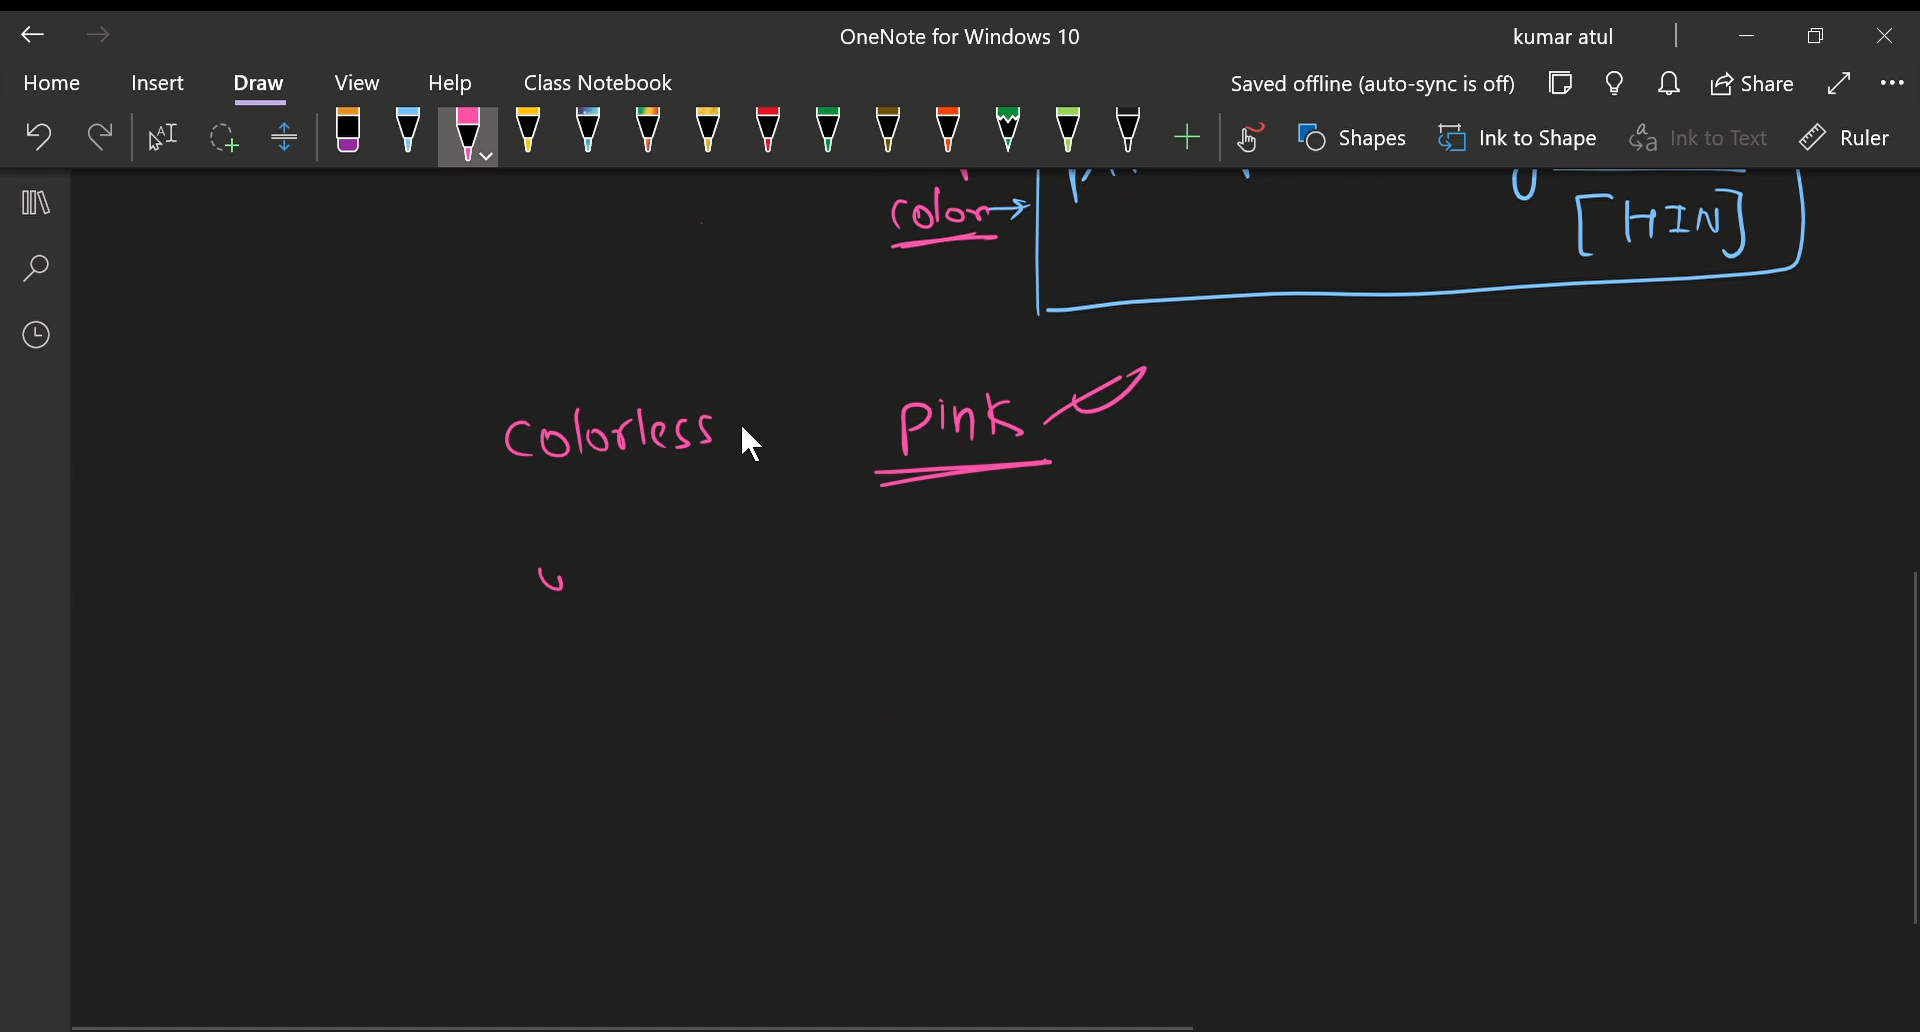 OneNote for Windows 10
kumar atul
Home Insert Draw View Help Class Notebook
Saved offline (auto-sync is off) Share
Shapes Ink to Shape Ink to Text Ruler
color
[HIN]
colorless pink